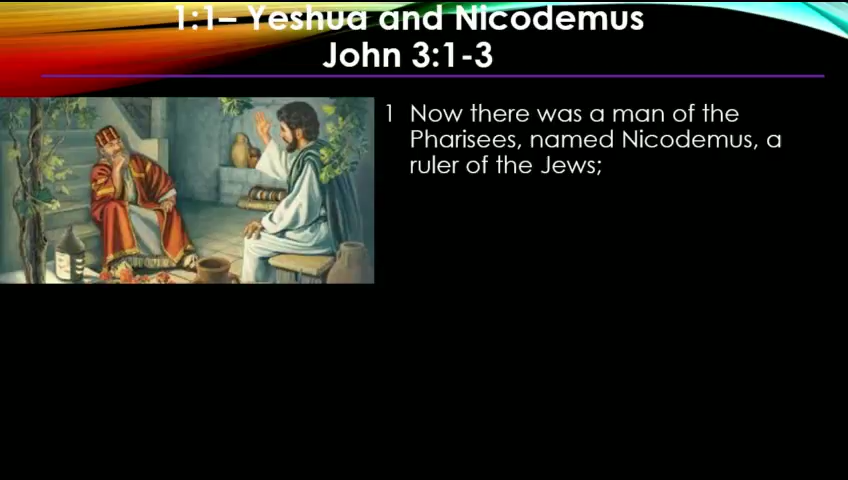 1:1– Yeshua and Nicodemus
John 3:1-3
1 Now there was a man of the
Pharisees, named Nicodemus, a
ruler of the Jews;